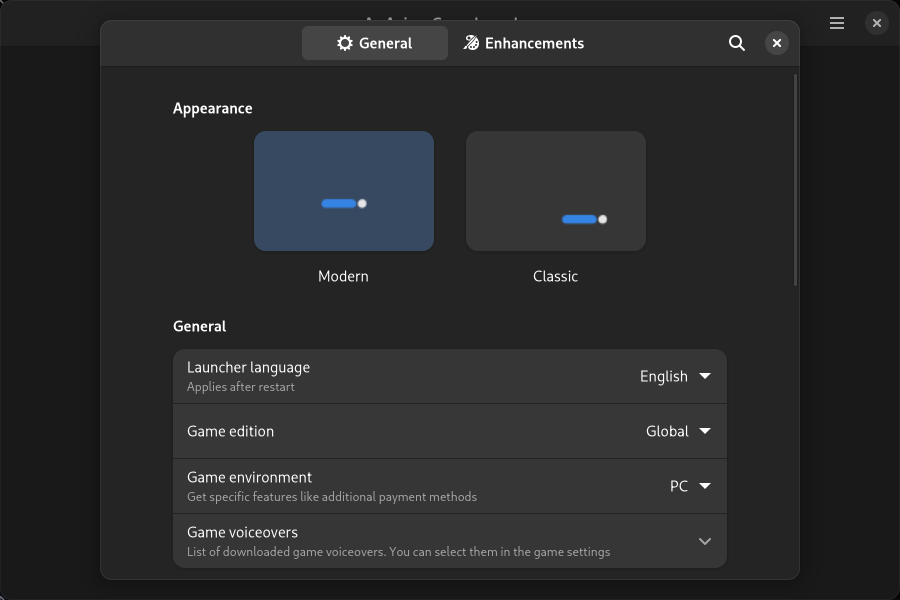 General
Enhancements
Appearance
Modern
Classic
General
Launcher language
Applies after restart
English
Game edition
Global
Game environment
Get specific features like additional payment methods
PC
Game voiceovers
List of downloaded game voiceovers. You can select them in the game settings